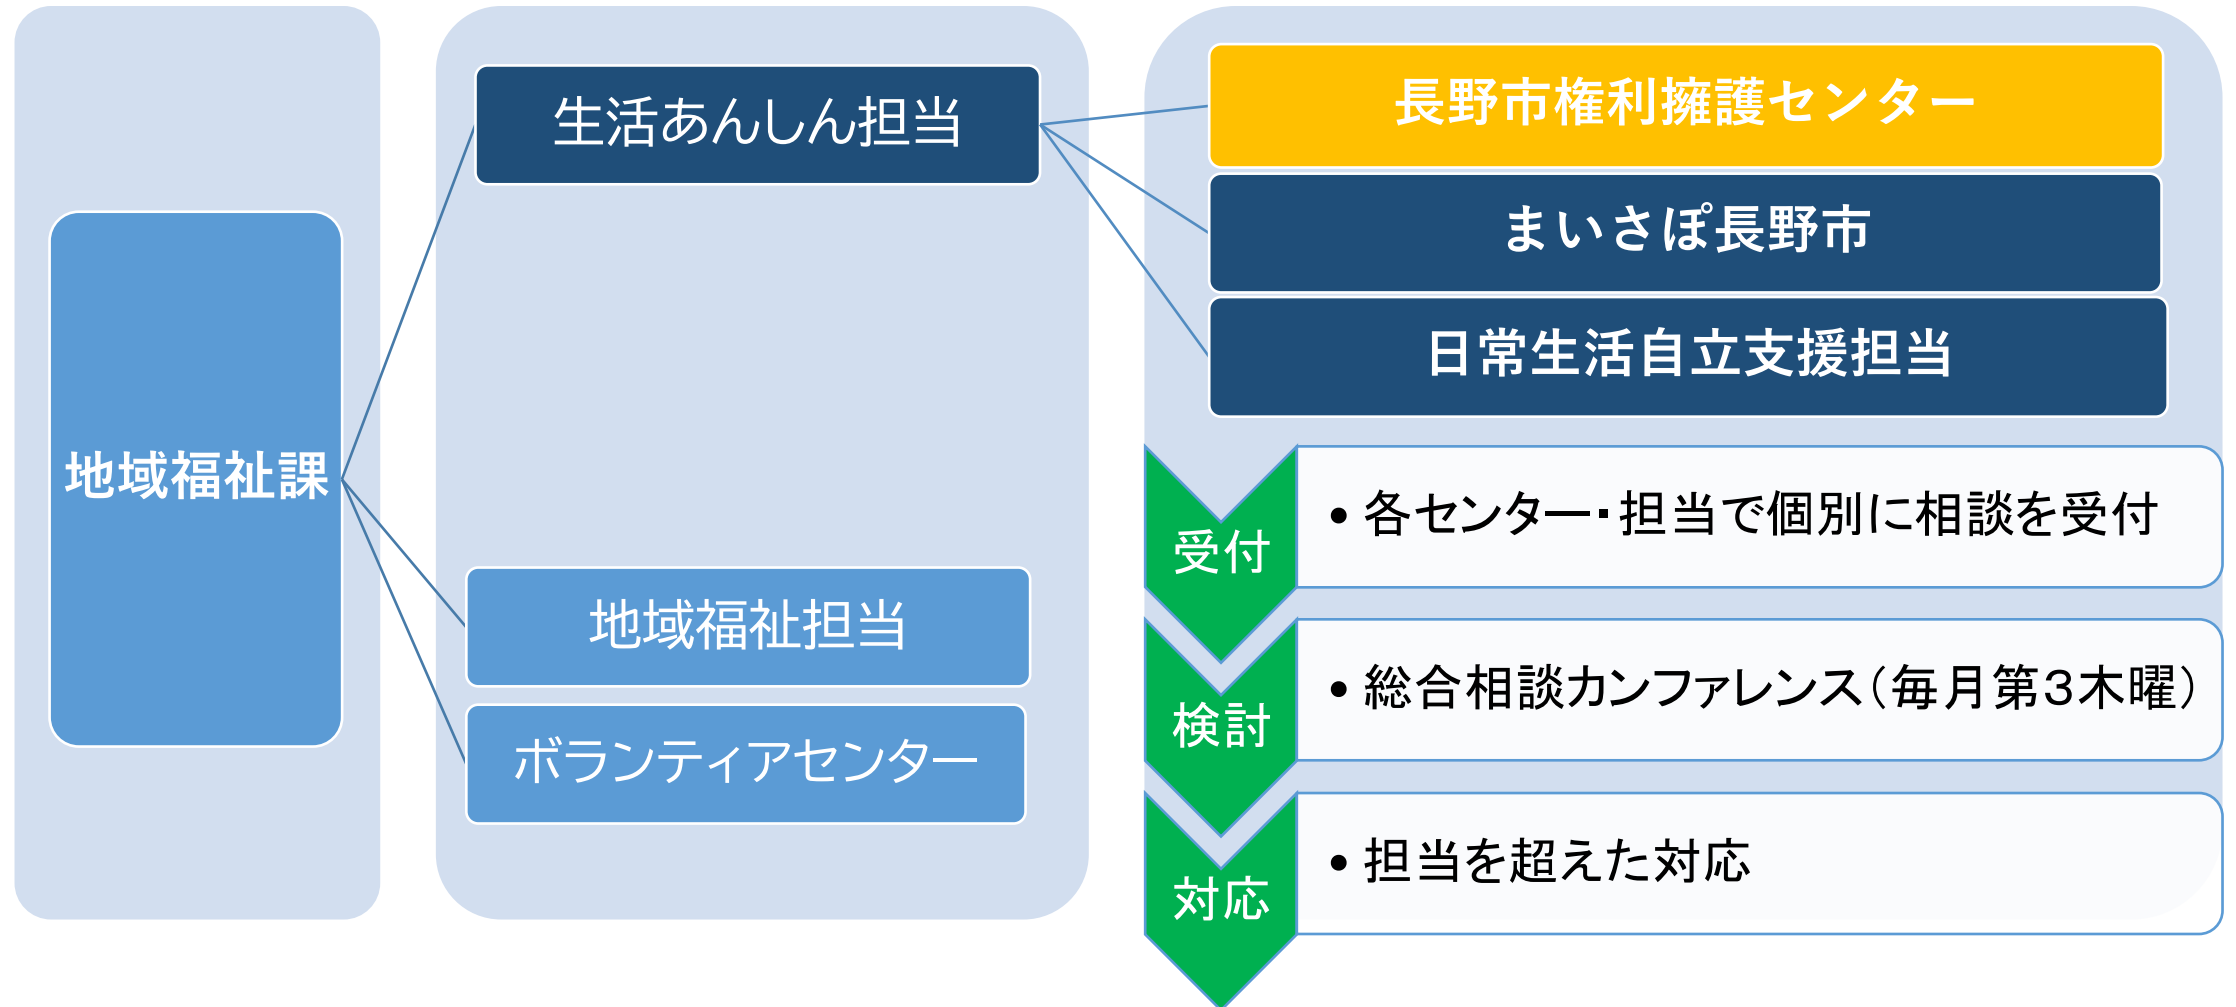 地域福祉課
生活あんしん担当
地域福祉担当
ボランティアセンター
長野市権利擁護センター
まいさぽ長野市
日常生活自立支援担当
受付
• 各センター・担当で個別に相談を受付
検討
• 総合相談カンファレンス（毎月第３木曜）
対応
• 担当を超えた対応